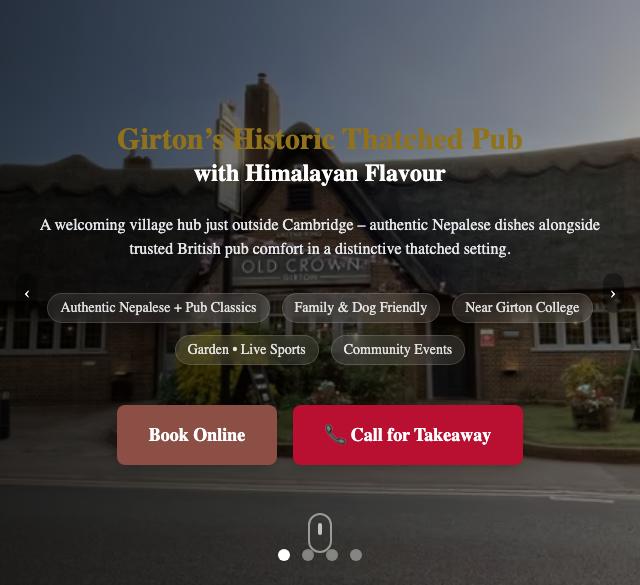 Girton’s Historic Thatched Pub
with Himalayan Flavour
A welcoming village hub just outside Cambridge – authentic Nepalese dishes alongside
trusted British pub comfort in a distinctive thatched setting.
OLD CROWN
GIRTON
‹
›
Authentic Nepalese + Pub Classics
Family & Dog Friendly
Near Girton College
Garden • Live Sports
Community Events
Book Online
📞 Call for Takeaway